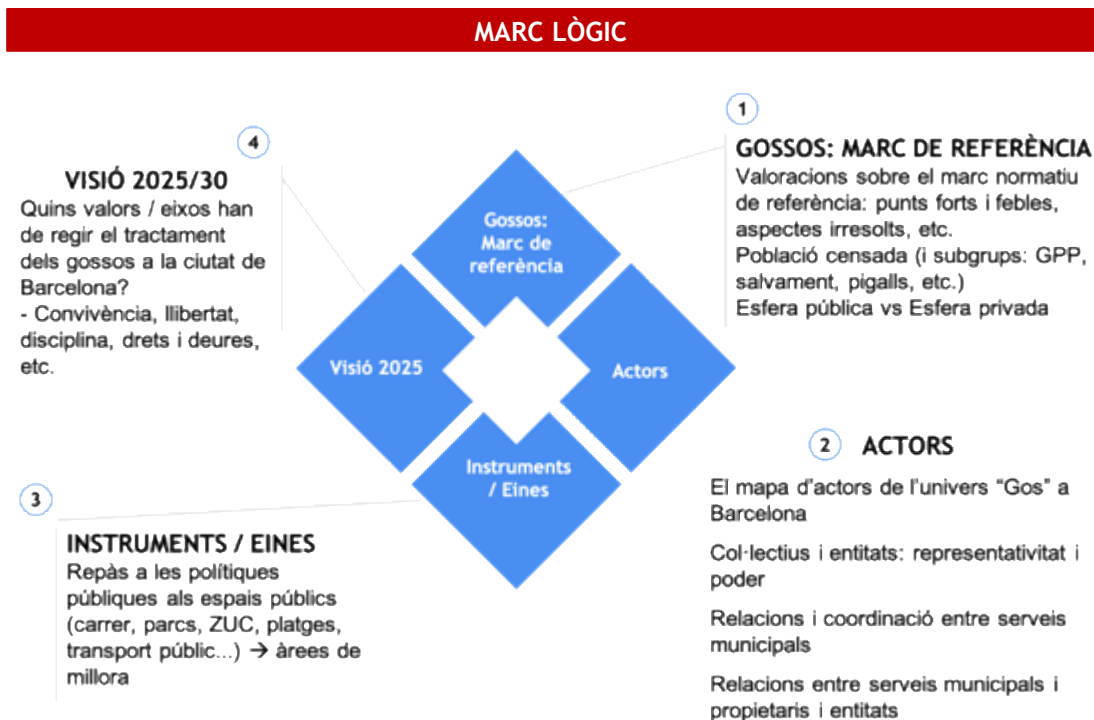 MARC LÒGIC
1
GOSSOS: MARC DE REFERÈNCIA
Valoracions sobre el marc normatiu
de referència: punts forts i febles,
aspectes irresolts, etc.
Població censada (i subgrups: GPP,
salvament, pigalls, etc.)
Esfera pública vs Esfera privada
4
VISIÓ 2025/30
Quins valors / eixos han
de regir el tractament
dels gossos a la ciutat de
Barcelona?
- Convivència, llibertat,
disciplina, drets i deures,
etc.
Gossos:
Marc de
referència
Visió 2025
Actors
Instruments
/ Eines
2
ACTORS
El mapa d'actors de l'univers “Gos” a
Barcelona
Col·lectius i entitats: representativitat i
poder
Relacions i coordinació entre serveis
municipals
Relacions entre serveis municipals i
propietaris i entitats
3
INSTRUMENTS / EINES
Repàs a les polítiques
públiques als espais públics
(carrer, parcs, ZUC, platges,
transport públic...) → àrees de
millora